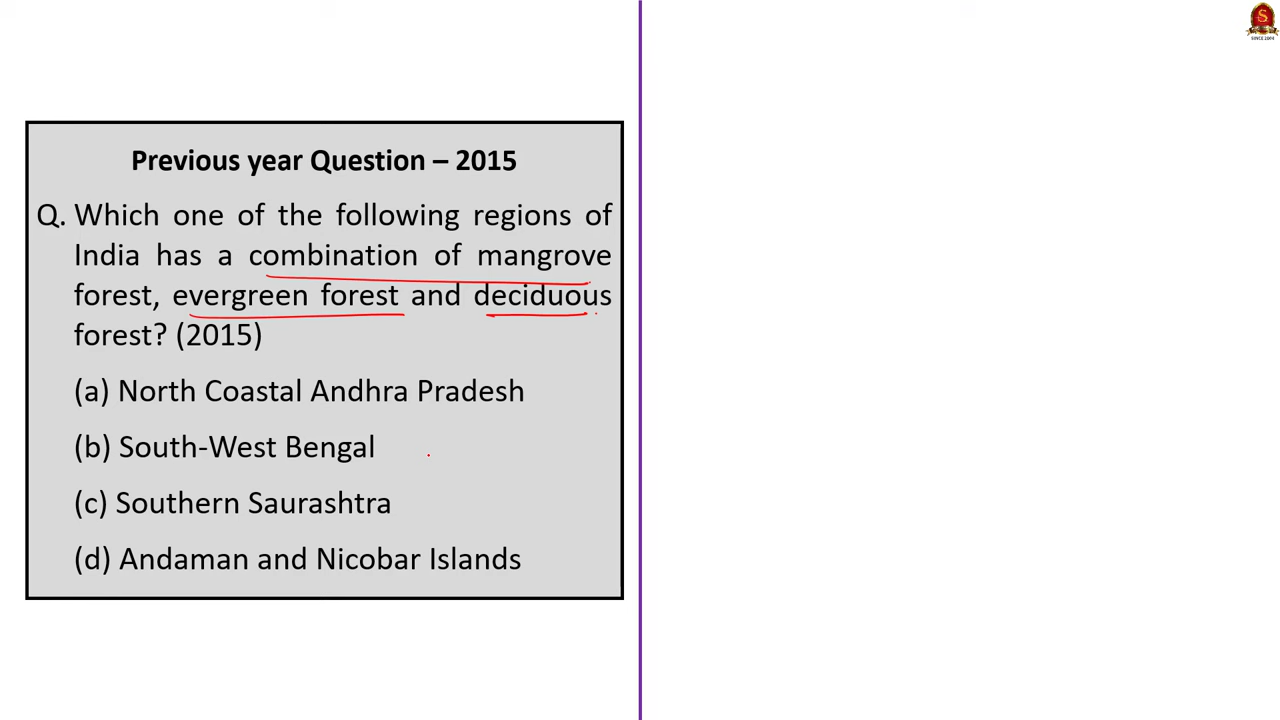 Previous year Question – 2015
Q. Which one of the following regions of
India has a combination of mangrove
forest, evergreen forest and deciduous
forest? (2015)
(a) North Coastal Andhra Pradesh
(b) South-West Bengal
(c) Southern Saurashtra
(d) Andaman and Nicobar Islands
S